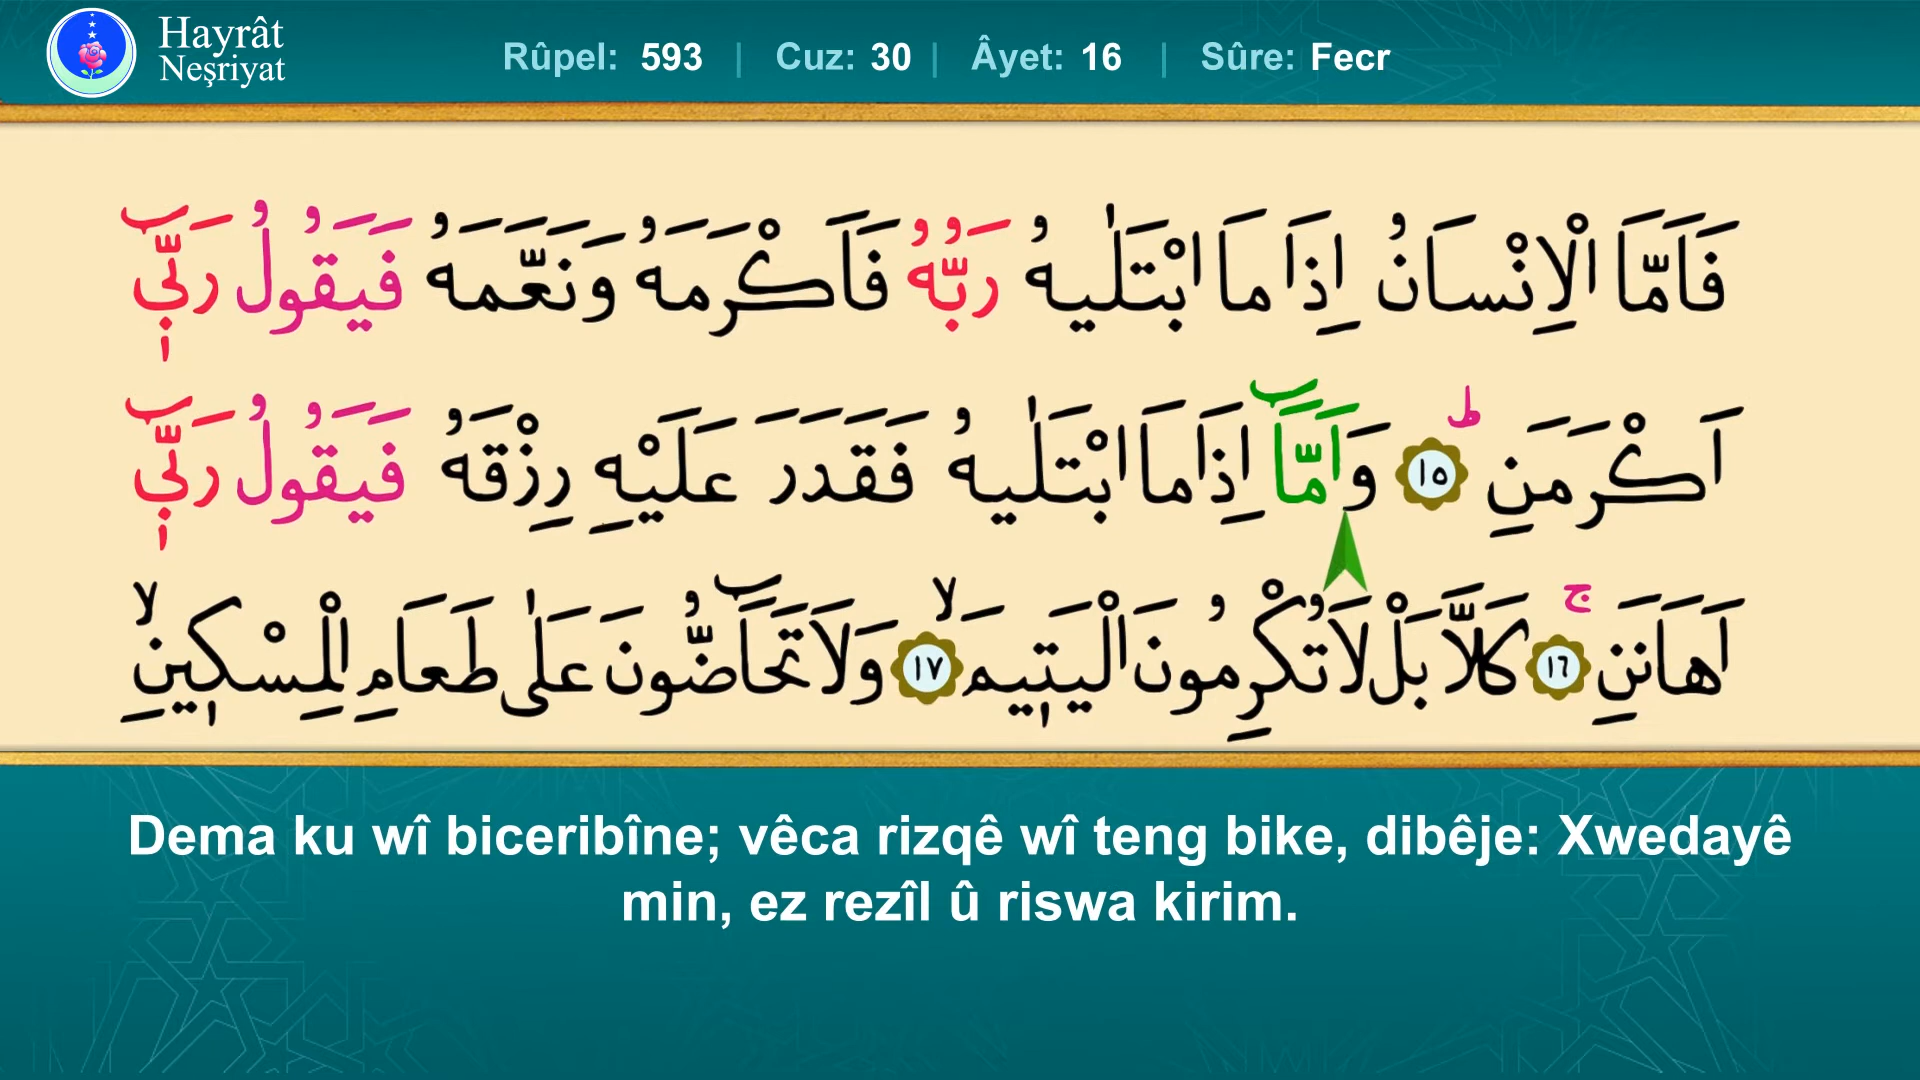 Hayrât
Neşriyat
Rûpel: 593 | Cuz: 30 | Âyet: 16 | Sûre: Fecr
فَاَمَّا الْاِنْسَانُ اِذَا مَا ابْتَلٰيهُ رَبُّهُ فَاَكْرَمَهُ وَنَعَّمَهُ فَيَقُولُ رَبّ۪ٓي
اَكْرَمَنِ ط ١٥ وَاَمَّٓا اِذَا مَا ابْتَلٰيهُ فَقَدَرَ عَلَيْهِ رِزْقَهُ فَيَقُولُ رَبّ۪ٓي
اَهَانَنِ ج ١٦ كَلَّا بَلْ لَا تُكْرِمُونَ الْيَت۪يمَۙ ١٧ وَلَا تَحَٓاضُّونَ عَلٰى طَعَامِ الْمِسْك۪ينِۙ
Dema ku wî biceribîne; vêca rizqê wî teng bike, dibêje: Xwedayê
min, ez rezîl û riswa kirim.